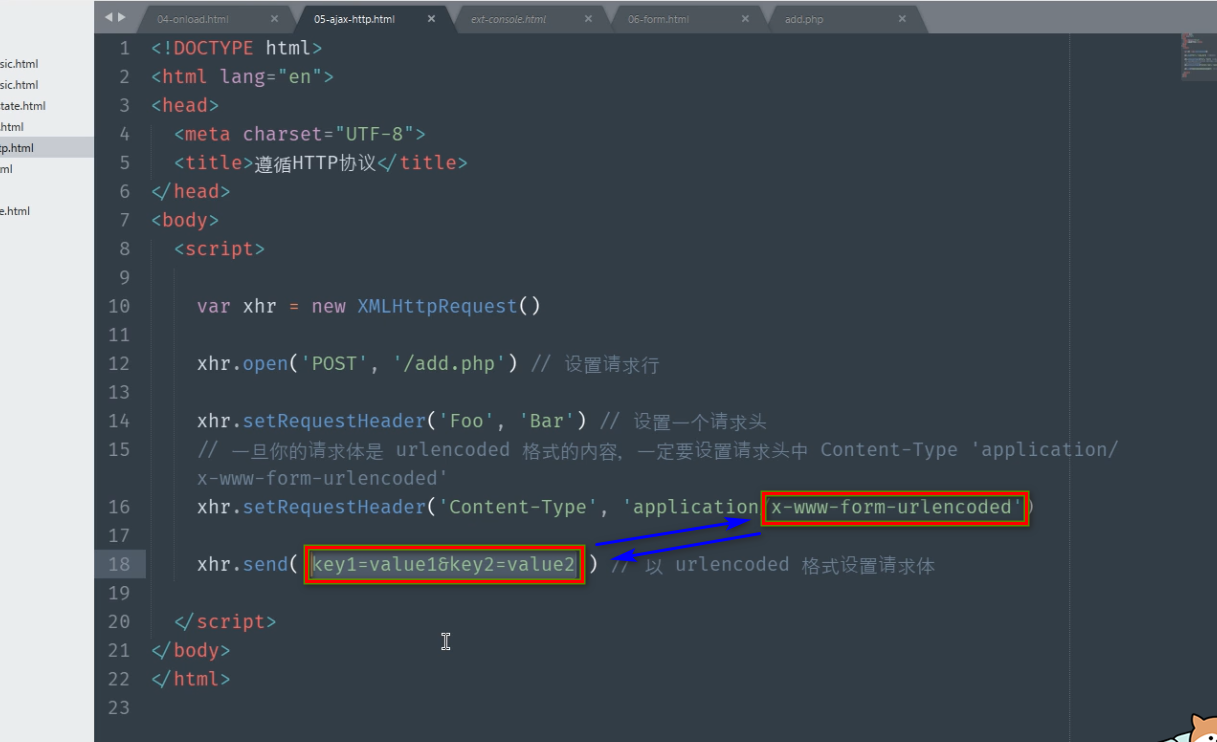 04-onload.html × 05-ajax-http.html × ext-console.html × 06-form.html × add.php ×
sic.html
sic.html
tate.html
.html
tp.html
ml
e.html
1 <!DOCTYPE html>
2 <html lang="en">
3 <head>
4 <meta charset="UTF-8">
5 <title>遵循HTTP协议</title>
6 </head>
7 <body>
8 <script>
9
10 var xhr = new XMLHttpRequest()
11
12 xhr.open('POST', '/add.php') // 设置请求行
13
14 xhr.setRequestHeader('Foo', 'Bar') // 设置一个请求头
15 // 一旦你的请求体是 urlencoded 格式的内容，一定要设置请求头中 Content-Type 'application/
x-www-form-urlencoded'
16 xhr.setRequestHeader('Content-Type', 'application/x-www-form-urlencoded')
17
18 xhr.send( key1=value1&key2=value2 ) // 以 urlencoded 格式设置请求体
19
20 </script>
21 </body>
22 </html>
23